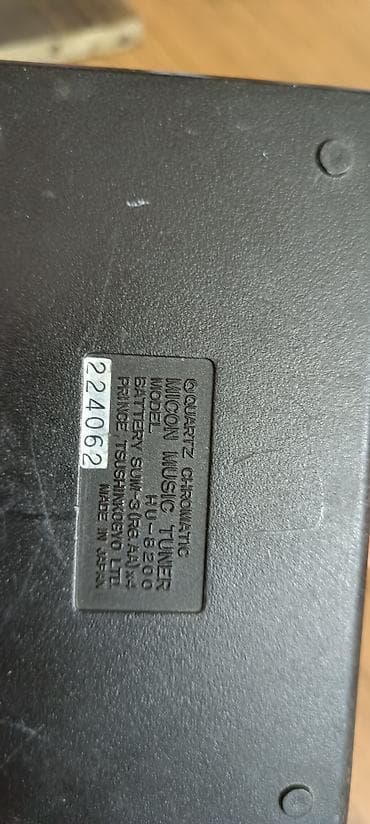 QUARTZ CHROMATIC
MICON MUSIC TUNER
MODEL HU-8200
BATTERY SUM-3(R6.AA)x4
PRINCE, TSUSHINKOGYO LTD.
MADE IN JAPAN
224062